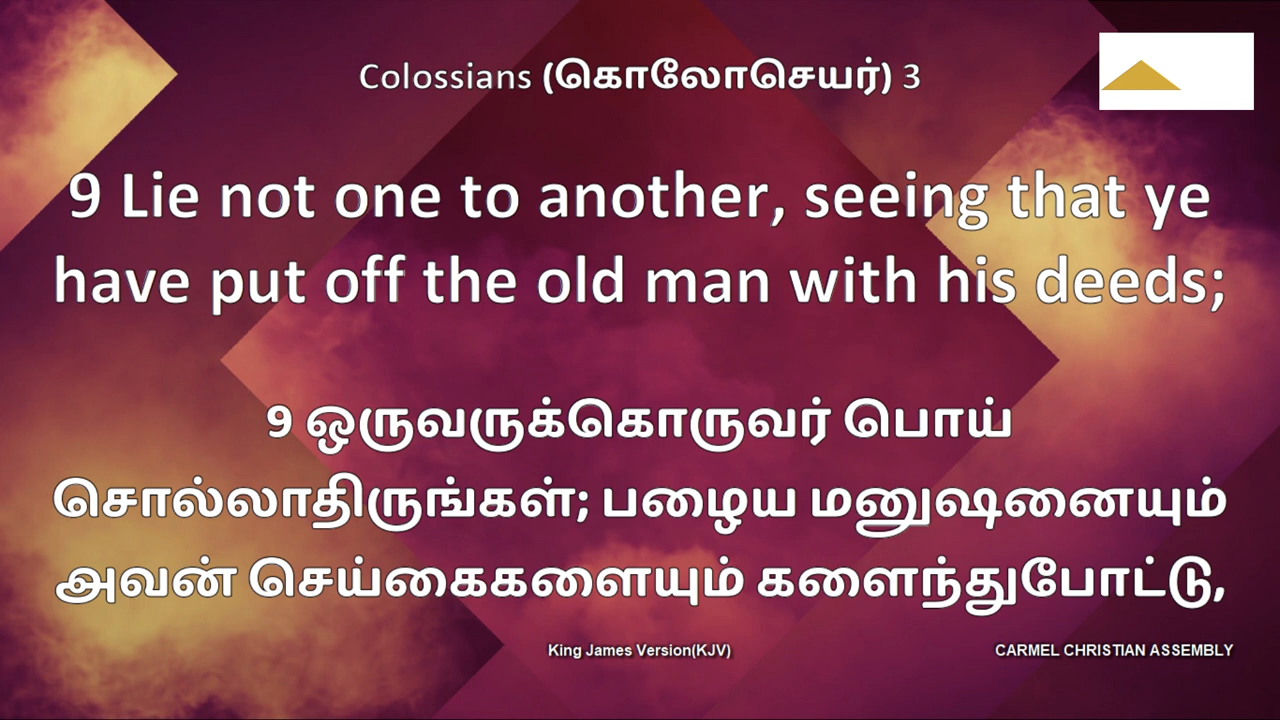 Colossians (கொலோசெயர்) 3
9 Lie not one to another, seeing that ye
have put off the old man with his deeds;
9 ஒருவருக்கொருவர் பொய்
சொல்லாதிருங்கள்; பழைய மனுஷனையும்
அவன் செய்கைகளையும் களைந்துபோட்டு,
King James Version(KJV)
CARMEL CHRISTIAN ASSEMBLY